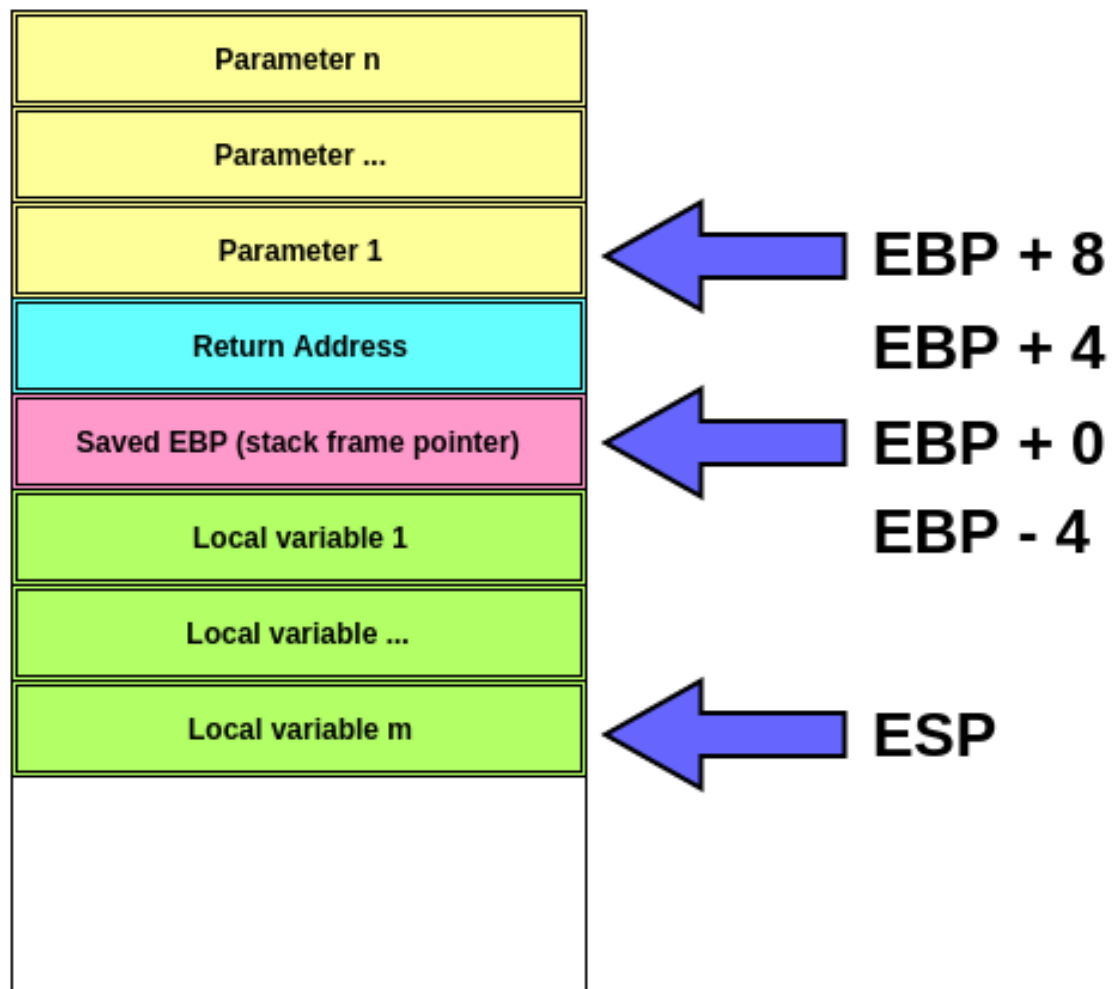 Parameter n
Parameter ...
Parameter 1
EBP + 8
Return Address
EBP + 4
Saved EBP (stack frame pointer)
EBP + 0
Local variable 1
EBP - 4
Local variable ...
Local variable m
ESP